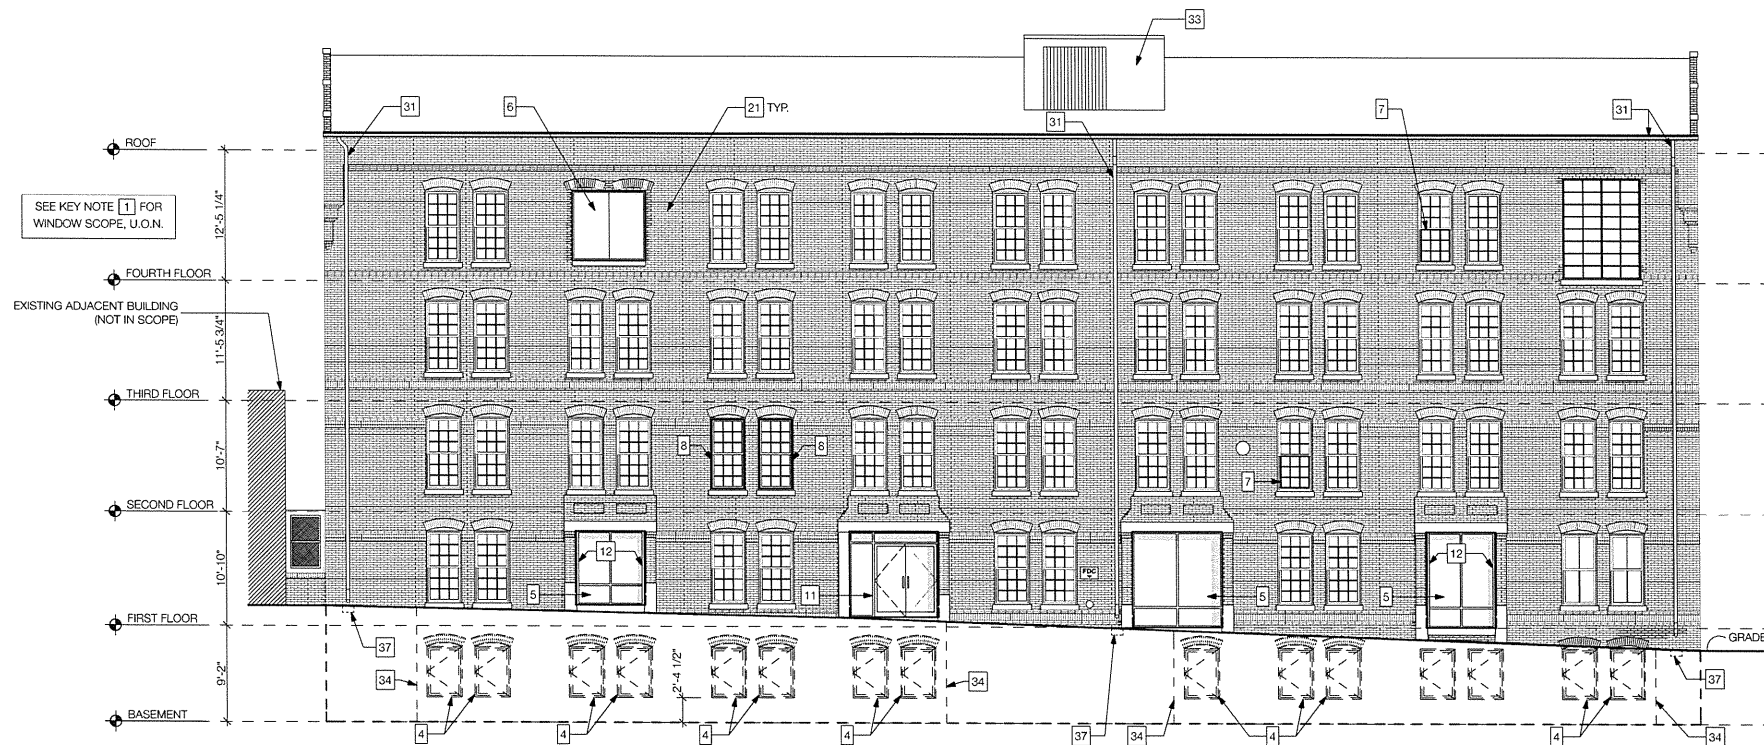 33
31
6
21 TYP.
31
7
31
ROOF
SEE KEY NOTE 1 FOR
WINDOW SCOPE, U.O.N.
12'-5 1/4"
FOURTH FLOOR
EXISTING ADJACENT BUILDING
(NOT IN SCOPE)
11'-5 3/4"
THIRD FLOOR
10'-7"
8
8
7
SECOND FLOOR
10'-10"
12
12
FDC
5
11
5
5
FIRST FLOOR
GRADE
37
9'-2"
34
2'-4 1/2"
34
37
BASEMENT
4
4
4
4
37
34
4
4
34